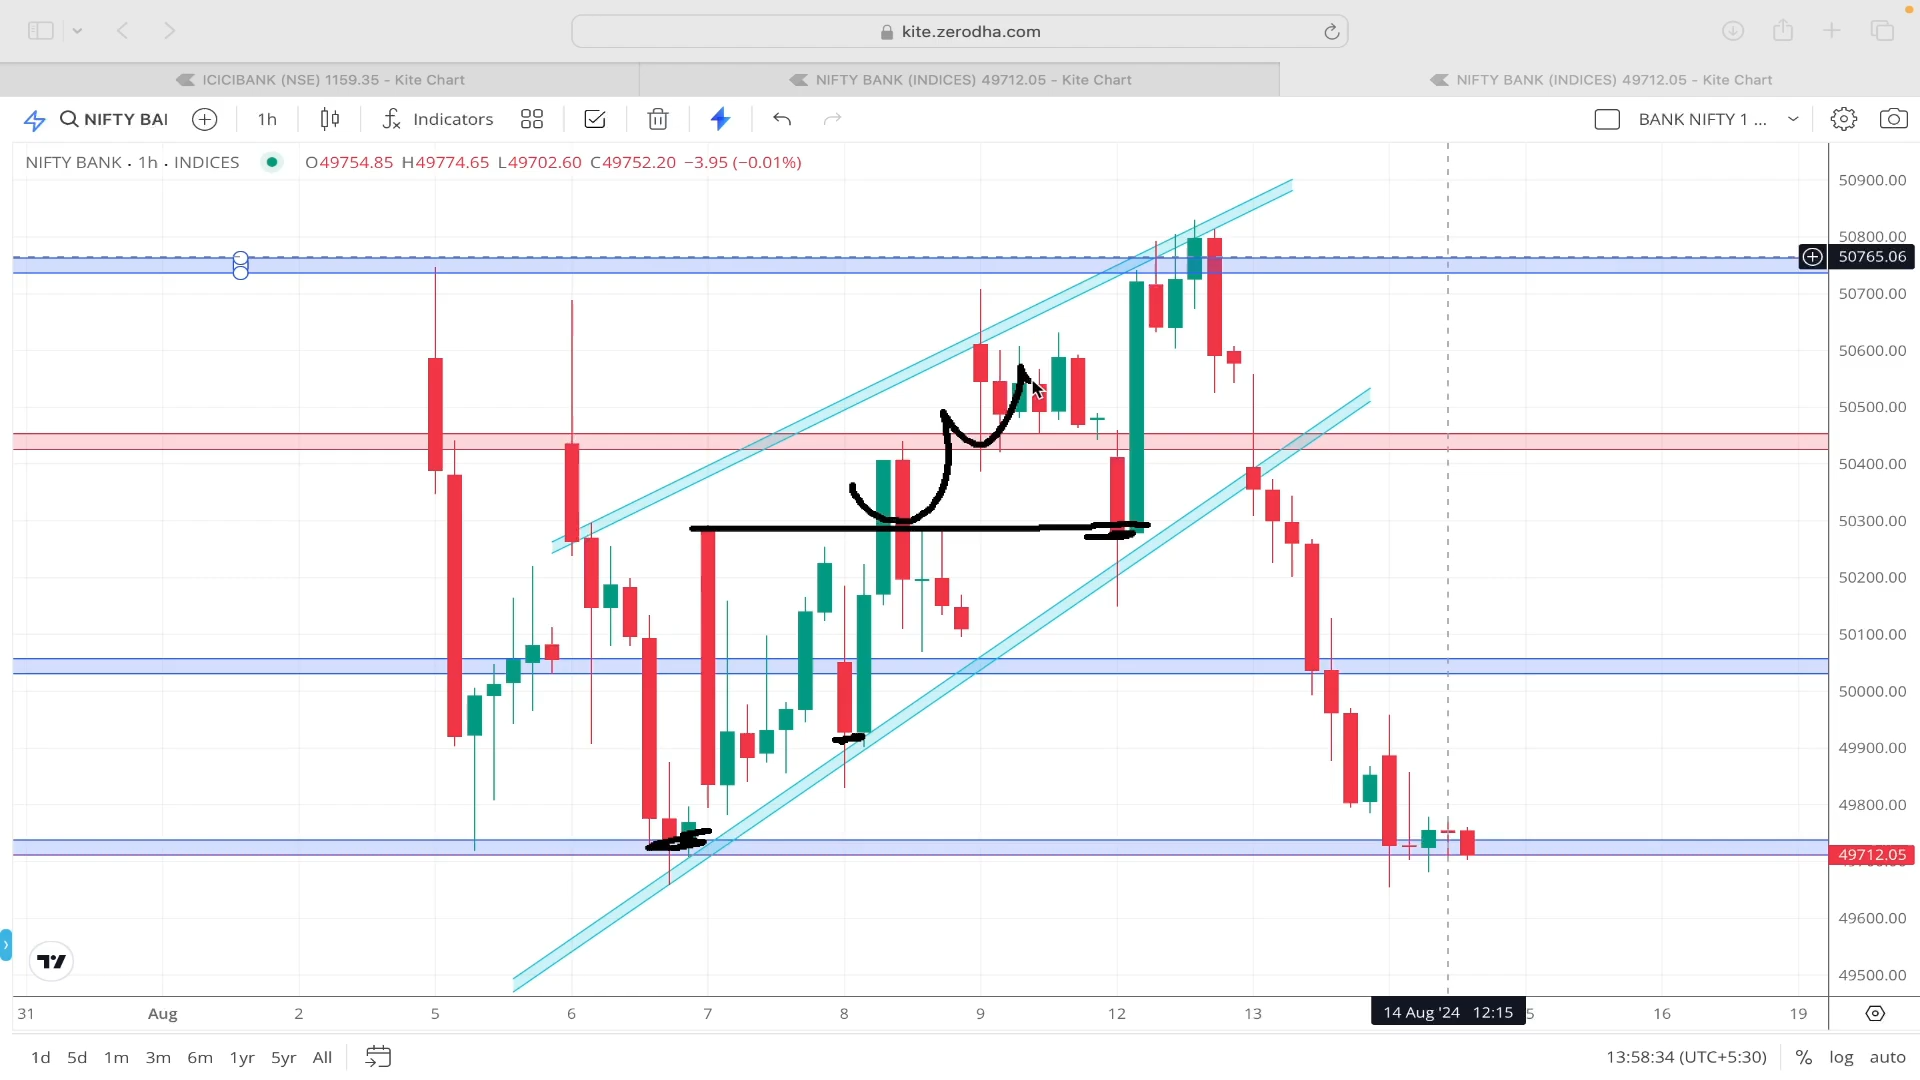 kite.zerodha.com
ICICIBANK (NSE) 1159.35 - Kite Chart
NIFTY BANK (INDICES) 49712.05 - Kite Chart
NIFTY BANK (INDICES) 49712.05 - Kite Chart
NIFTY BAI
1h
Indicators
BANK NIFTY 1 ...
NIFTY BANK · 1h · INDICES
O49754.85 H49774.65 L49702.60 C49752.20 −3.95 (−0.01%)
50900.00
50800.00
50765.06
50700.00
50600.00
50500.00
50400.00
50300.00
50200.00
50100.00
50000.00
49900.00
49800.00
49712.05
49600.00
49500.00
31 Aug 2 5 6 7 8 9 12 13 14 Aug '24 12:15 5 16 19
1d 5d 1m 3m 6m 1yr 5yr All
13:58:34 (UTC+5:30) % log auto